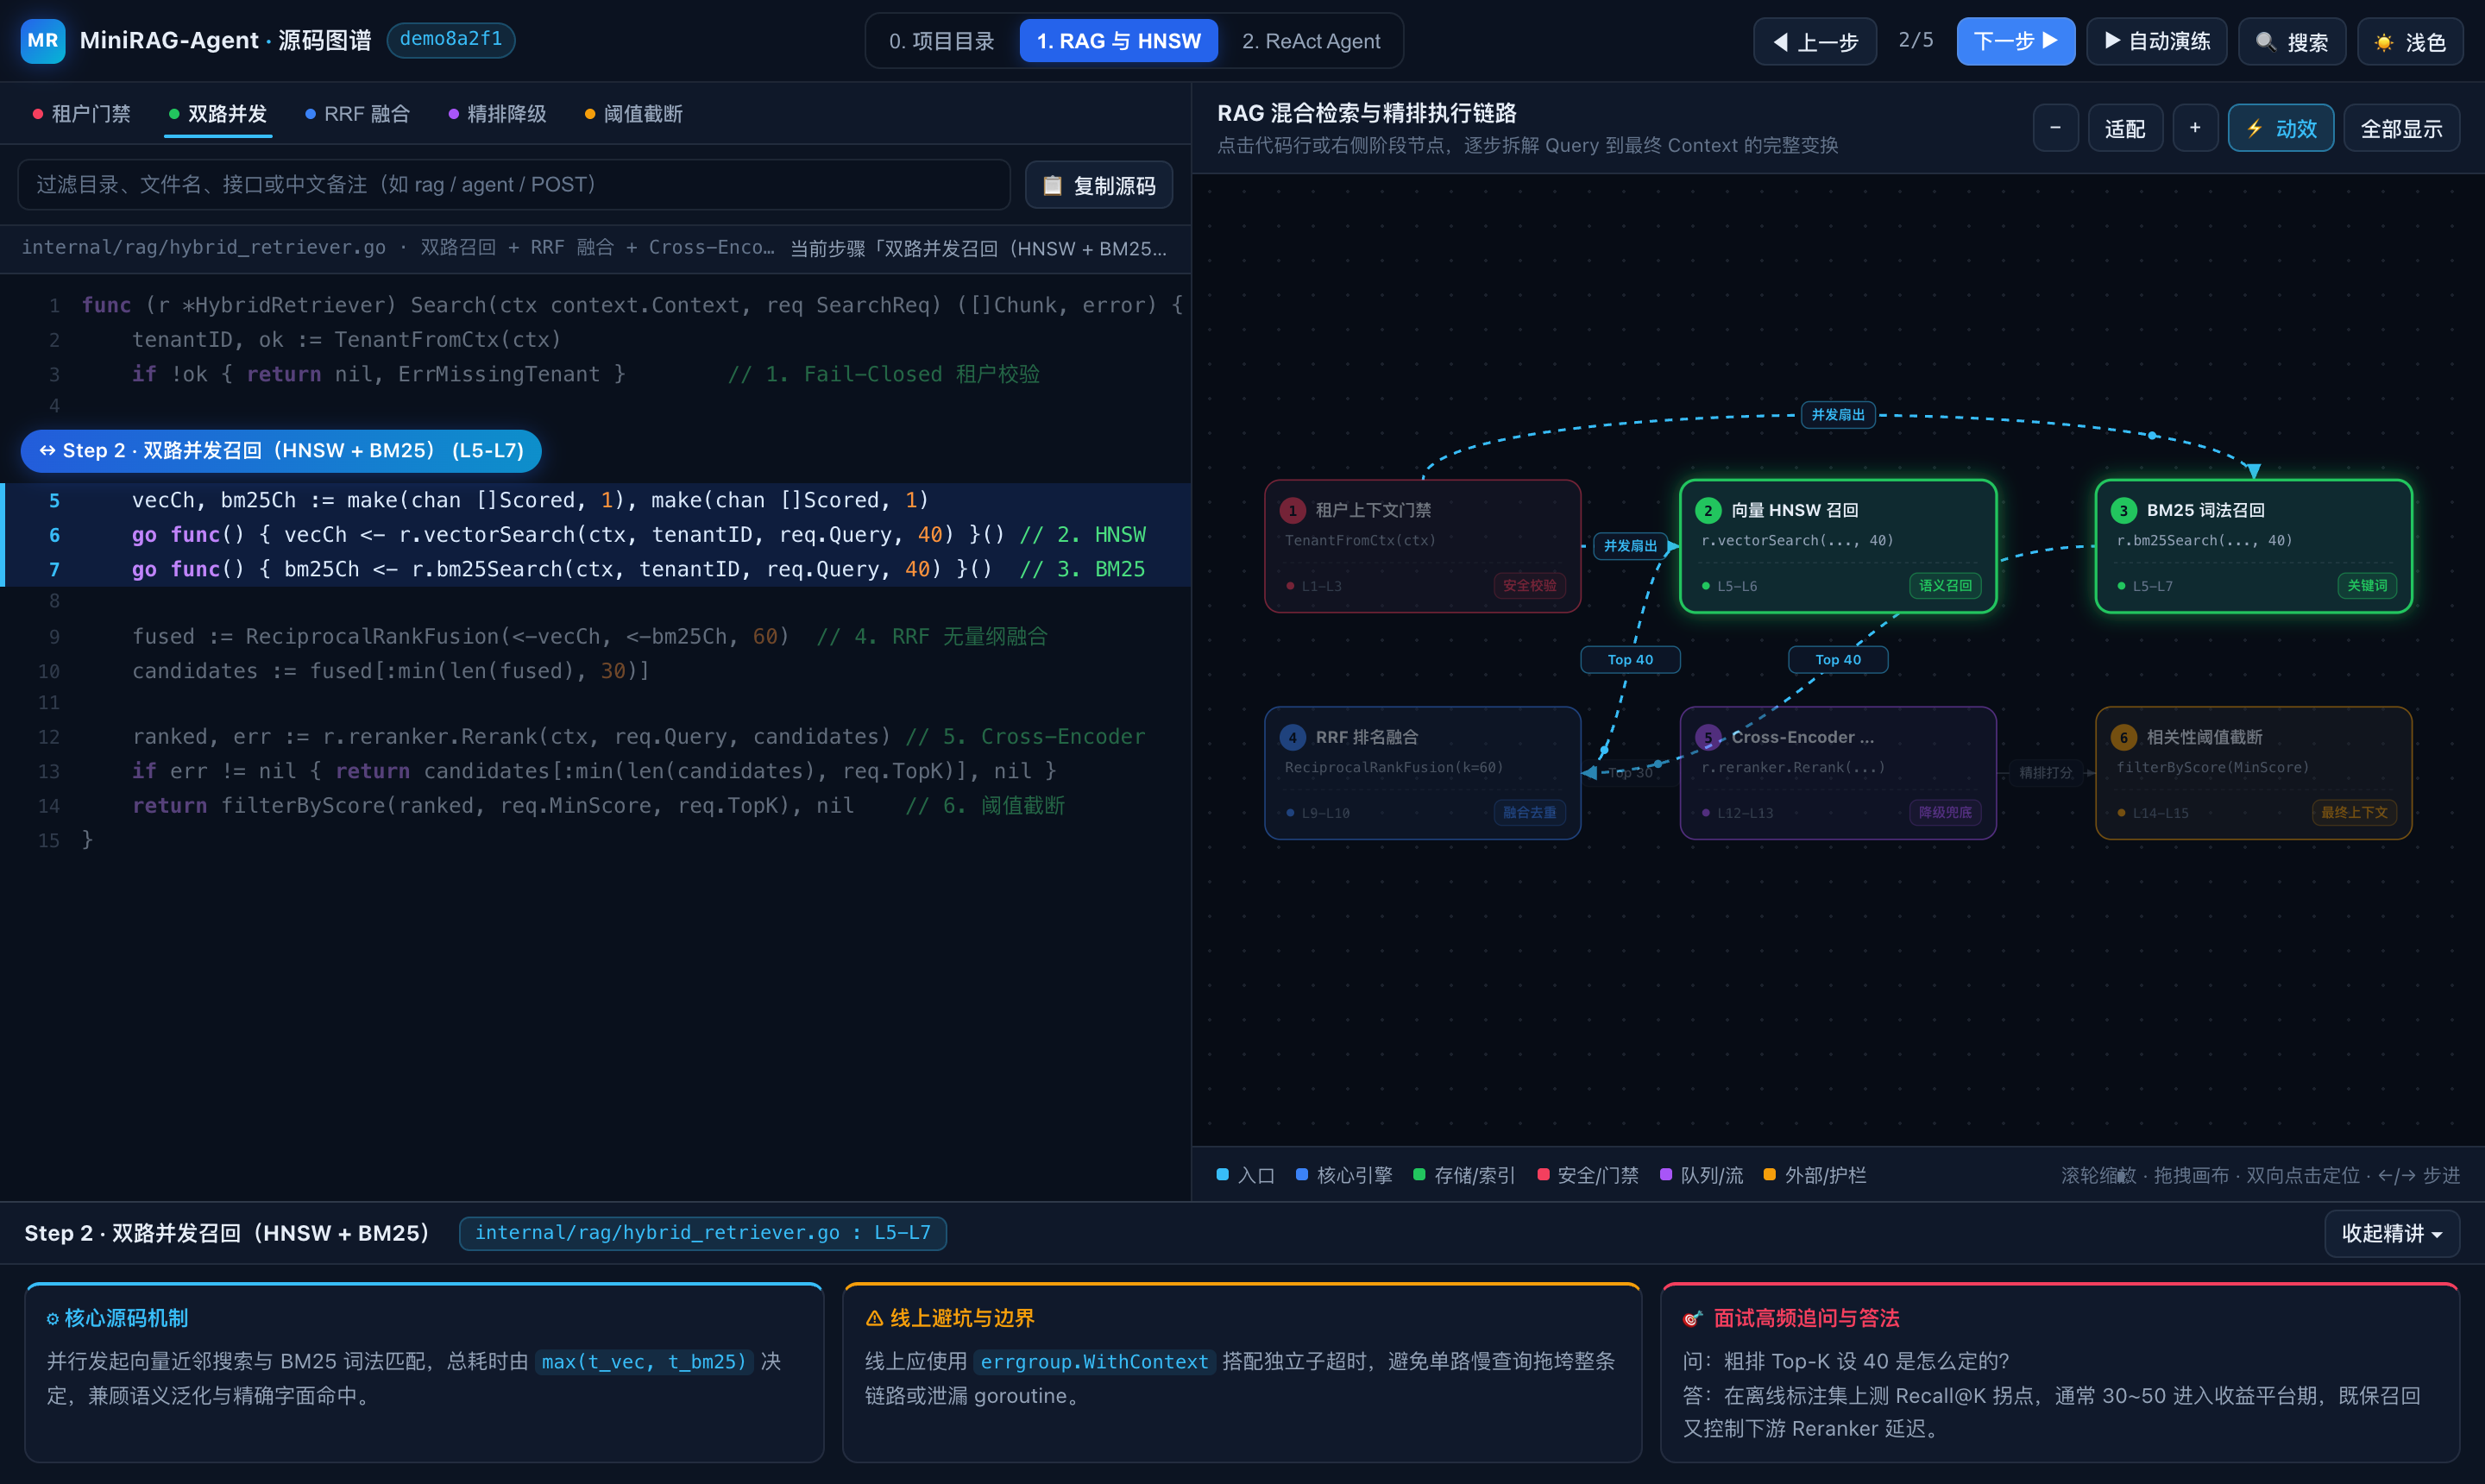 MR MiniRAG-Agent · 源码图谱 demo8a2f1
0. 项目目录 1. RAG 与 HNSW 2. ReAct Agent
◀ 上一步 2/5 下一步 ▶ ▶ 自动演练 🔍 搜索 ☀️ 浅色
租户门禁 双路并发 RRF 融合 精排降级 阈值截断
过滤目录、文件名、接口或中文备注（如 rag / agent / POST）
📋 复制源码
internal/rag/hybrid_retriever.go · 双路召回 + RRF 融合 + Cross-Enco… 当前步骤「双路并发召回（HNSW + BM25…
1 func (r *HybridRetriever) Search(ctx context.Context, req SearchReq) ([]Chunk, error) {
2 tenantID, ok := TenantFromCtx(ctx)
3 if !ok { return nil, ErrMissingTenant } // 1. Fail-Closed 租户校验
4
↔ Step 2 · 双路并发召回（HNSW + BM25） (L5-L7)
5 vecCh, bm25Ch := make(chan []Scored, 1), make(chan []Scored, 1)
6 go func() { vecCh <- r.vectorSearch(ctx, tenantID, req.Query, 40) }() // 2. HNSW
7 go func() { bm25Ch <- r.bm25Search(ctx, tenantID, req.Query, 40) }() // 3. BM25
8
9 fused := ReciprocalRankFusion(<-vecCh, <-bm25Ch, 60) // 4. RRF 无量纲融合
10 candidates := fused[:min(len(fused), 30)]
11
12 ranked, err := r.reranker.Rerank(ctx, req.Query, candidates) // 5. Cross-Encoder
13 if err != nil { return candidates[:min(len(candidates), req.TopK)], nil }
14 return filterByScore(ranked, req.MinScore, req.TopK), nil // 6. 阈值截断
15 }
RAG 混合检索与精排执行链路
点击代码行或右侧阶段节点，逐步拆解 Query 到最终 Context 的完整变换
− 适配 + ⚡ 动效 全部显示
并发扇出
1 租户上下文门禁
TenantFromCtx(ctx)
L1-L3 安全校验
并发扇出
2 向量 HNSW 召回
r.vectorSearch(..., 40)
L5-L6 语义召回
3 BM25 词法召回
r.bm25Search(..., 40)
L5-L7 关键词
Top 40
Top 40
4 RRF 排名融合
ReciprocalRankFusion(k=60)
L9-L10 融合去重
Top 30
5 Cross-Encoder ...
r.reranker.Rerank(...)
L12-L13 降级兜底
精排打分
6 相关性阈值截断
filterByScore(MinScore)
L14-L15 最终上下文
入口 核心引擎 存储/索引 安全/门禁 队列/流 外部/护栏
滚轮缩放 · 拖拽画布 · 双向点击定位 · ←/→ 步进
Step 2 · 双路并发召回（HNSW + BM25） internal/rag/hybrid_retriever.go : L5-L7
收起精讲
⚙ 核心源码机制
并行发起向量近邻搜索与 BM25 词法匹配，总耗时由 max(t_vec, t_bm25) 决
定，兼顾语义泛化与精确字面命中。
⚠ 线上避坑与边界
线上应使用 errgroup.WithContext 搭配独立子超时，避免单路慢查询拖垮整条
链路或泄漏 goroutine。
🎯 面试高频追问与答法
问：粗排 Top-K 设 40 是怎么定的？
答：在离线标注集上测 Recall@K 拐点，通常 30~50 进入收益平台期，既保召回
又控制下游 Reranker 延迟。